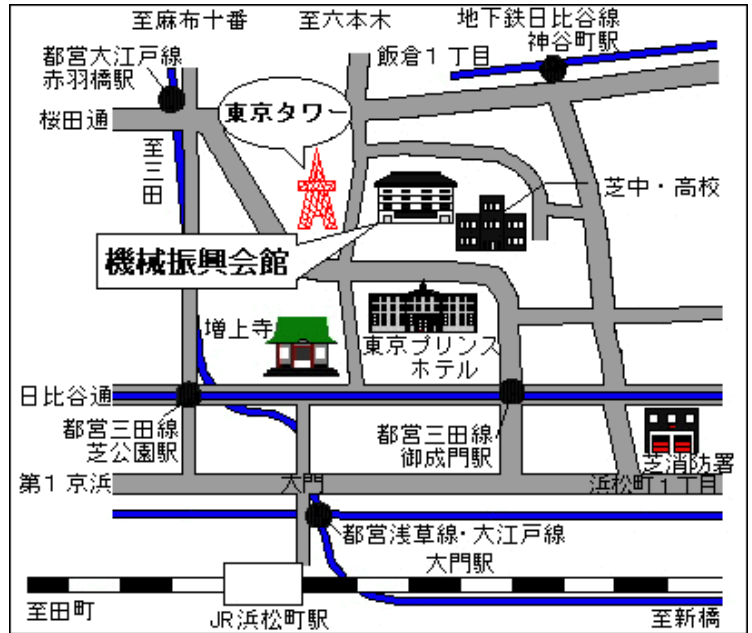 至麻布十番
至六本木
地下鉄日比谷線
神谷町駅
都営大江戸線
赤羽橋駅
飯倉1丁目
桜田通
東京タワー
至三田
芝中・高校
機械振興会館
増上寺
東京プリンス
ホテル
日比谷通
都営三田線
芝公園駅
都営三田線
御成門駅
芝消防署
第1京浜
大門
浜松町1丁目
都営浅草線・大江戸線
大門駅
至田町
JR浜松町駅
至新橋